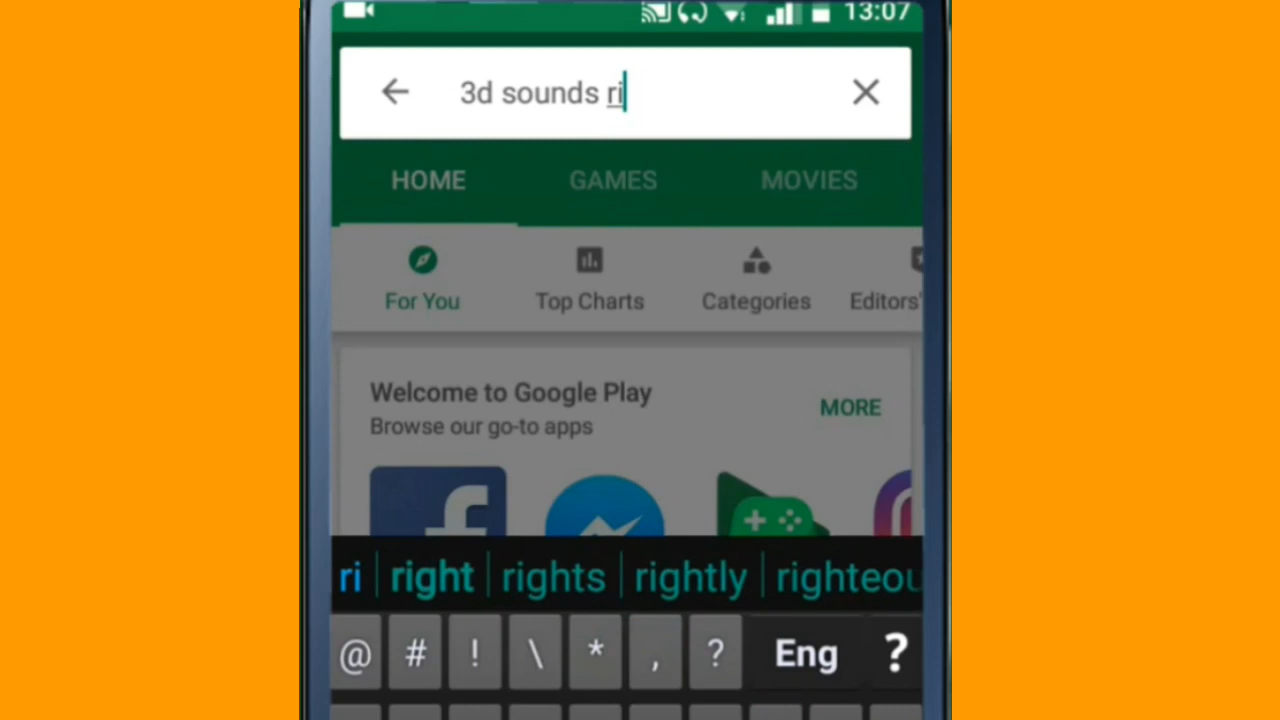 13:07
3d sounds ri
HOME GAMES MOVIES
For You Top Charts Categories Editors'
Welcome to Google Play
Browse our go-to apps
MORE
ri right rights rightly righteou
@ # ! \ * , ? Eng ?